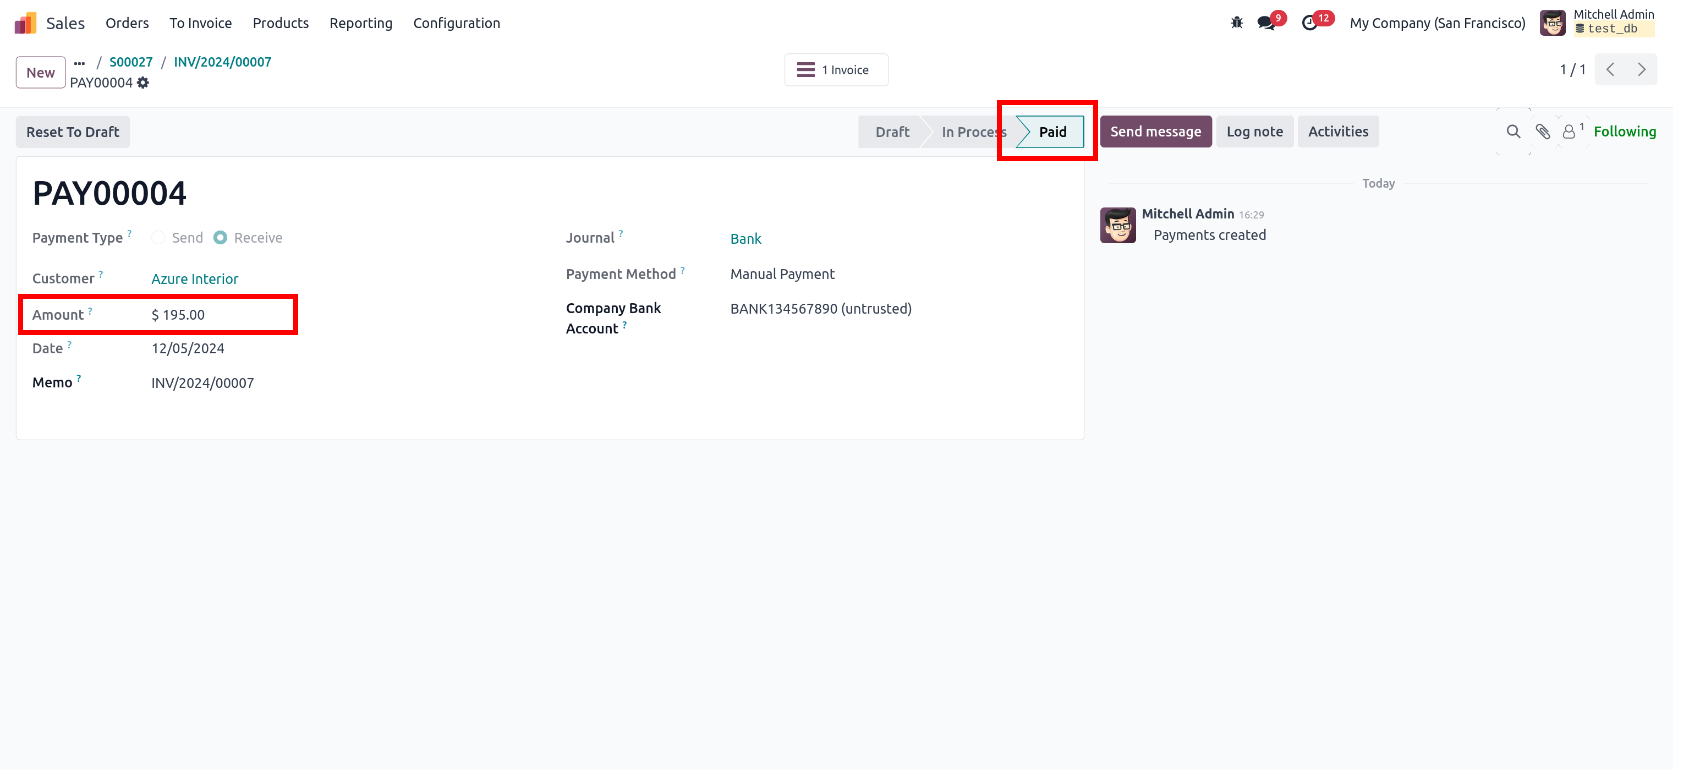 Sales Orders To Invoice Products Reporting Configuration 9 12 My Company (San Francisco) Mitchell Admin
test_db
New ... / S00027 / INV/2024/00007
PAY00004
1 Invoice
1 / 1
Reset To Draft
Draft In Process Paid
Send message Log note Activities 1 Following
PAY00004
Payment Type ? Send Receive
Customer ? Azure Interior
Amount ? $ 195.00
Date ? 12/05/2024
Memo ? INV/2024/00007
Journal ? Bank
Payment Method ? Manual Payment
Company Bank BANK134567890 (untrusted)
Account ?
Today
Mitchell Admin 16:29
Payments created